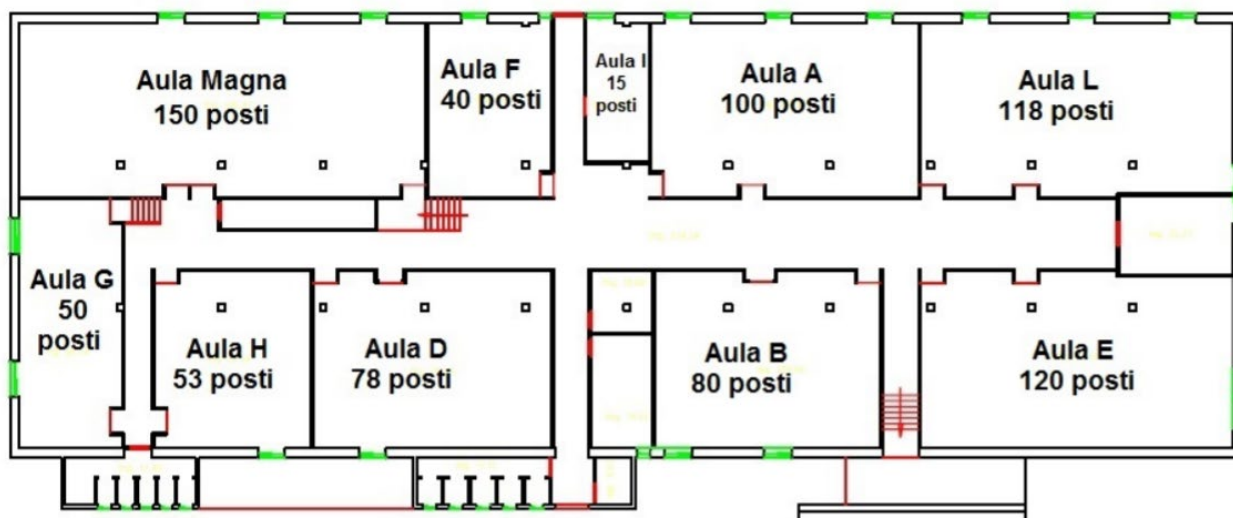 Aula Magna
150 posti
Aula F
40 posti
Aula I
15
posti
Aula A
100 posti
Aula L
118 posti
Aula G
50
posti
Aula H
53 posti
Aula D
78 posti
Aula B
80 posti
Aula E
120 posti